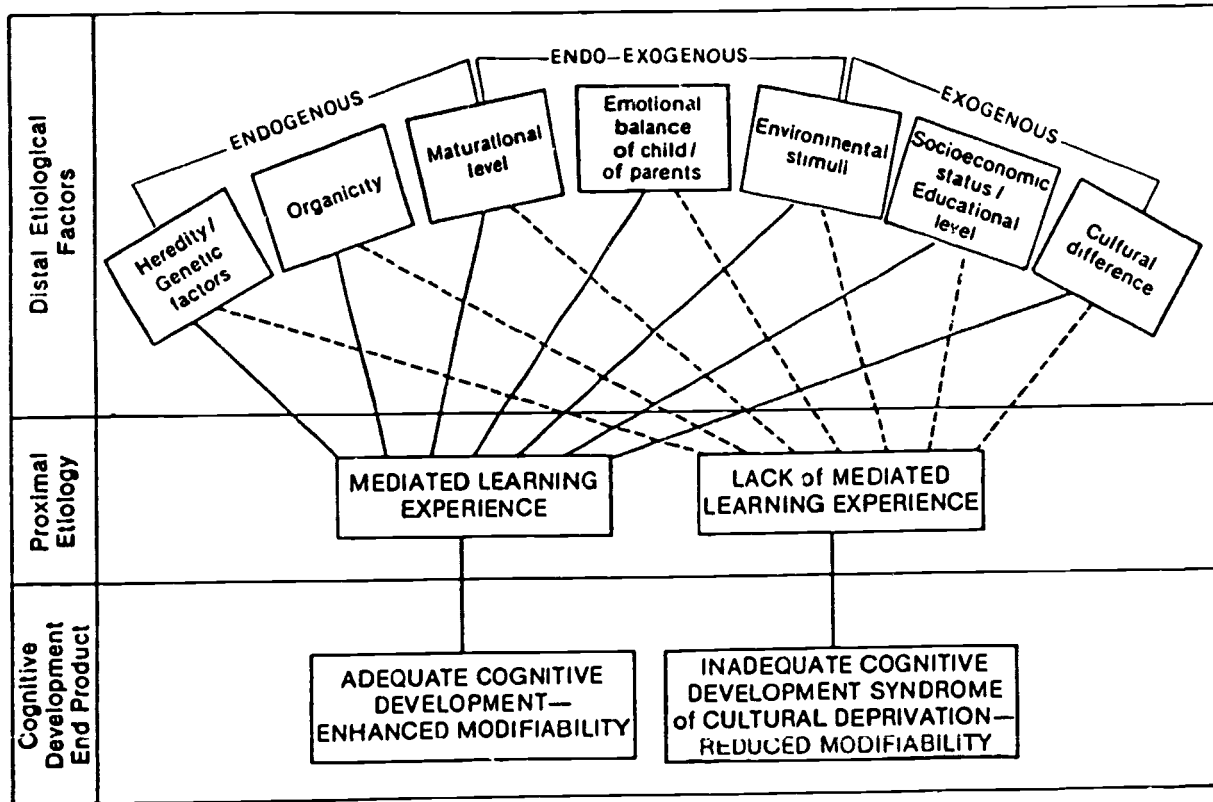 Distal Etiological
Factors
ENDOGENOUS
ENDO-EXOGENOUS
EXOGENOUS
Heredity/
Genetic
factors
Organicity
Maturational
level
Emotional
balance
of child/
of parents
Environmental
stimuli
Socioeconomic
status/
Educational
level
Cultural
difference
Proximal
Etiology
MEDIATED LEARNING
EXPERIENCE
LACK of MEDIATED
LEARNING EXPERIENCE
Cognitive
Development
End Product
ADEQUATE COGNITIVE
DEVELOPMENT—
ENHANCED MODIFIABILITY
INADEQUATE COGNITIVE
DEVELOPMENT SYNDROME
of CULTURAL DEPRIVATION—
REDUCED MODIFIABILITY